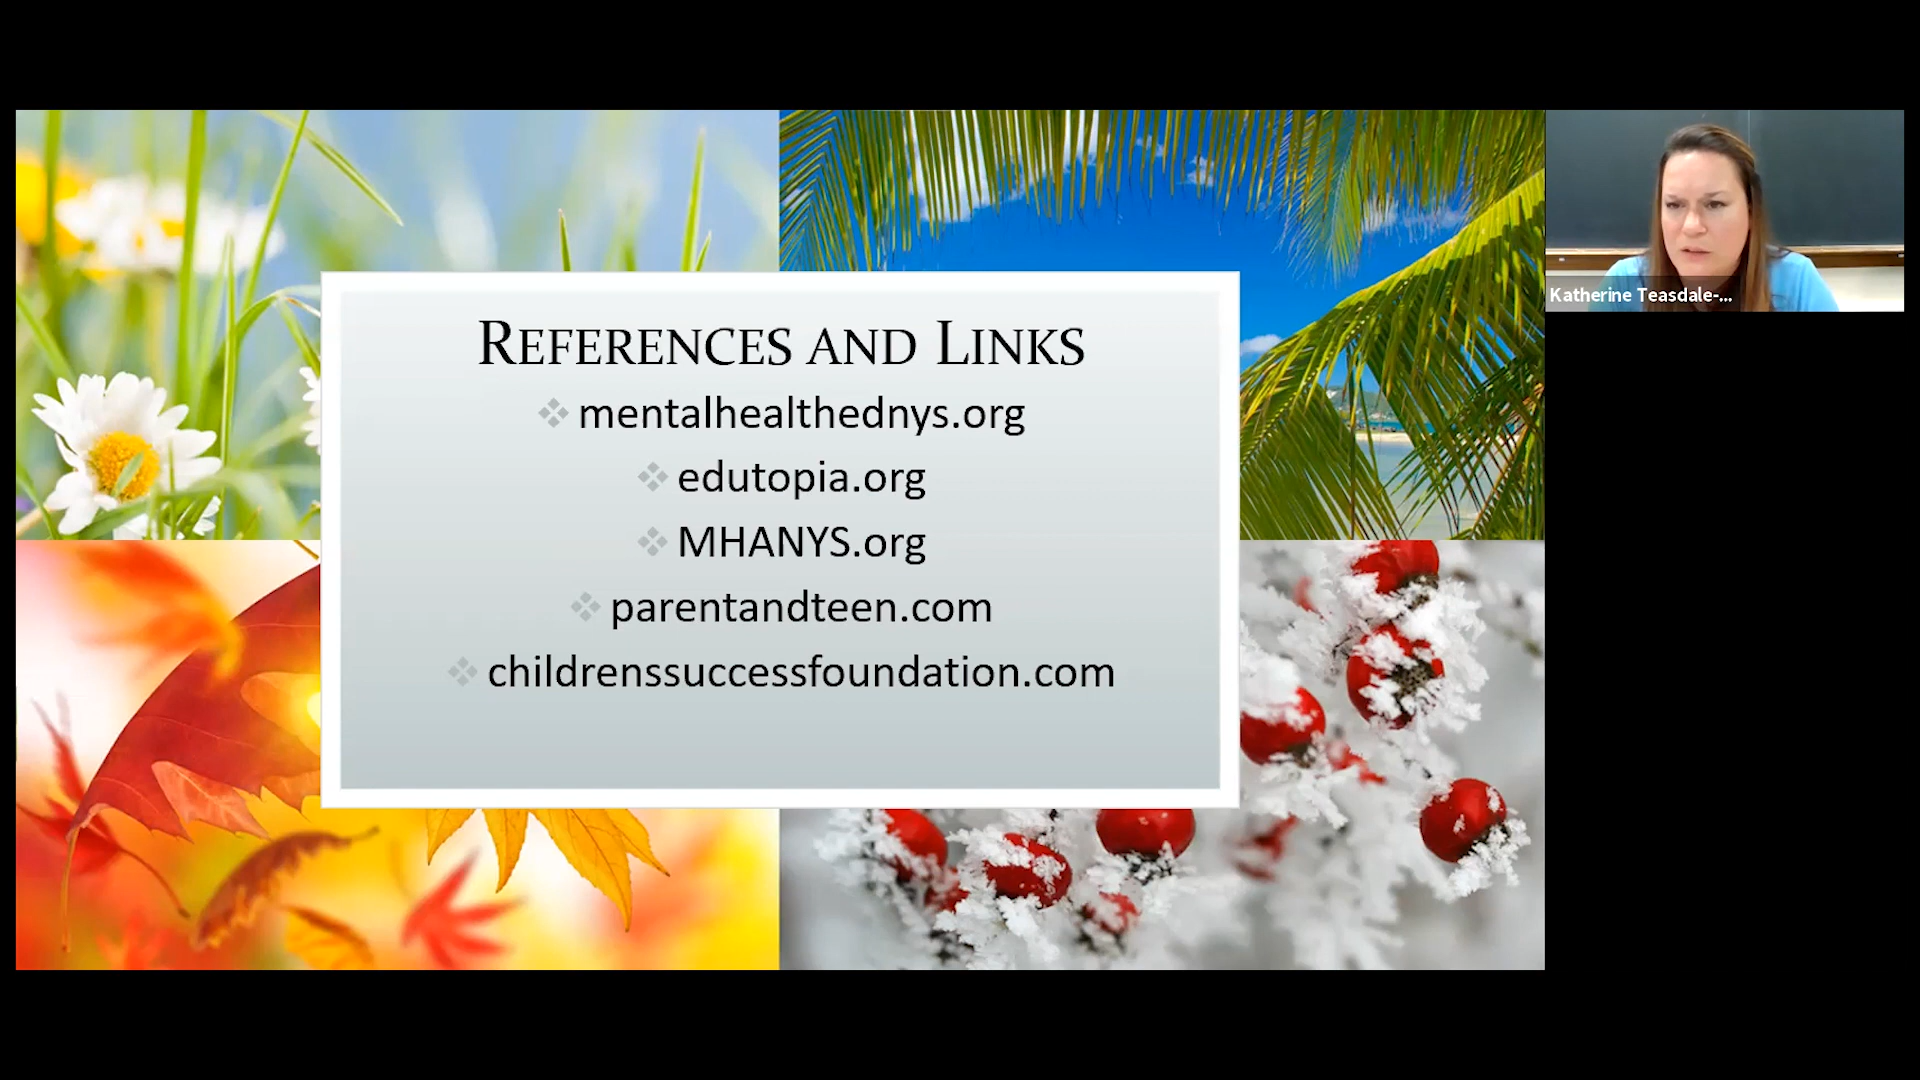 References and Links
mentalhealthednys.org
edutopia.org
MHANYS.org
parentandteen.com
childrenssuccessfoundation.com
Katherine Teasdale-...